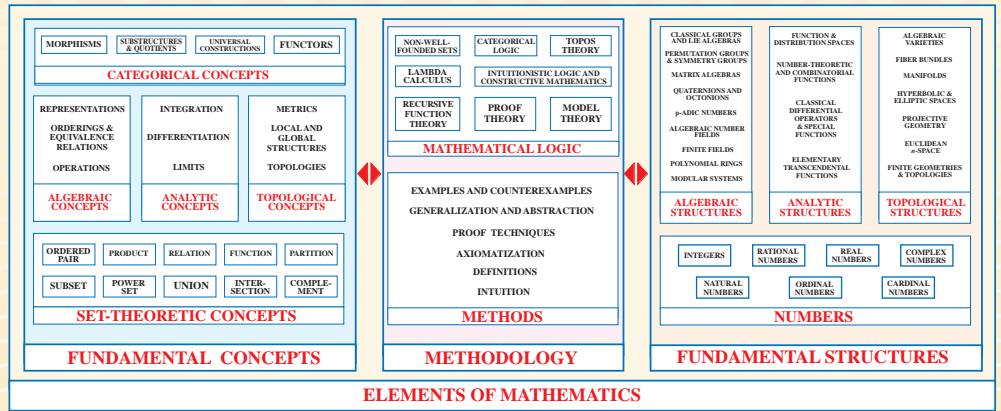 MORPHISMS
SUBSTRUCTURES
& QUOTIENTS
UNIVERSAL
CONSTRUCTIONS
FUNCTORS
CATEGORICAL CONCEPTS
REPRESENTATIONS
ORDERINGS &
EQUIVALENCE
RELATIONS
OPERATIONS
ALGEBRAIC
CONCEPTS
INTEGRATION
DIFFERENTIATION
LIMITS
ANALYTIC
CONCEPTS
METRICS
LOCAL AND
GLOBAL
STRUCTURES
TOPOLOGIES
TOPOLOGICAL
CONCEPTS
ORDERED
PAIR
PRODUCT
RELATION
FUNCTION
PARTITION
SUBSET
POWER
SET
UNION
INTER-
SECTION
COMPLE-
MENT
SET-THEORETIC CONCEPTS
FUNDAMENTAL CONCEPTS
NON-WELL-
FOUNDED SETS
CATEGORICAL
LOGIC
TOPOS
THEORY
LAMBDA
CALCULUS
INTUITIONISTIC LOGIC AND
CONSTRUCTIVE MATHEMATICS
RECURSIVE
FUNCTION
THEORY
PROOF
THEORY
MODEL
THEORY
MATHEMATICAL LOGIC
EXAMPLES AND COUNTEREXAMPLES
GENERALIZATION AND ABSTRACTION
PROOF TECHNIQUES
AXIOMATIZATION
DEFINITIONS
INTUITION
METHODS
METHODOLOGY
CLASSICAL GROUPS
AND LIE ALGEBRAS
PERMUTATION GROUPS
& SYMMETRY GROUPS
MATRIX ALGEBRAS
QUATERNIONS AND
OCTONIONS
p-ADIC NUMBERS
ALGEBRAIC NUMBER
FIELDS
FINITE FIELDS
POLYNOMIAL RINGS
MODULAR SYSTEMS
ALGEBRAIC
STRUCTURES
FUNCTION &
DISTRIBUTION SPACES
NUMBER-THEORETIC
AND COMBINATORIAL
FUNCTIONS
CLASSICAL
DIFFERENTIAL
OPERATORS
& SPECIAL
FUNCTIONS
ELEMENTARY
TRANSCENDENTAL
FUNCTIONS
ANALYTIC
STRUCTURES
ALGEBRAIC
VARIETIES
FIBER BUNDLES
MANIFOLDS
HYPERBOLIC &
ELLIPTIC SPACES
PROJECTIVE
GEOMETRY
EUCLIDEAN
n-SPACE
FINITE GEOMETRIES
& TOPOLOGIES
TOPOLOGICAL
STRUCTURES
INTEGERS
RATIONAL
NUMBERS
REAL
NUMBERS
COMPLEX
NUMBERS
NATURAL
NUMBERS
ORDINAL
NUMBERS
CARDINAL
NUMBERS
NUMBERS
FUNDAMENTAL STRUCTURES
ELEMENTS OF MATHEMATICS